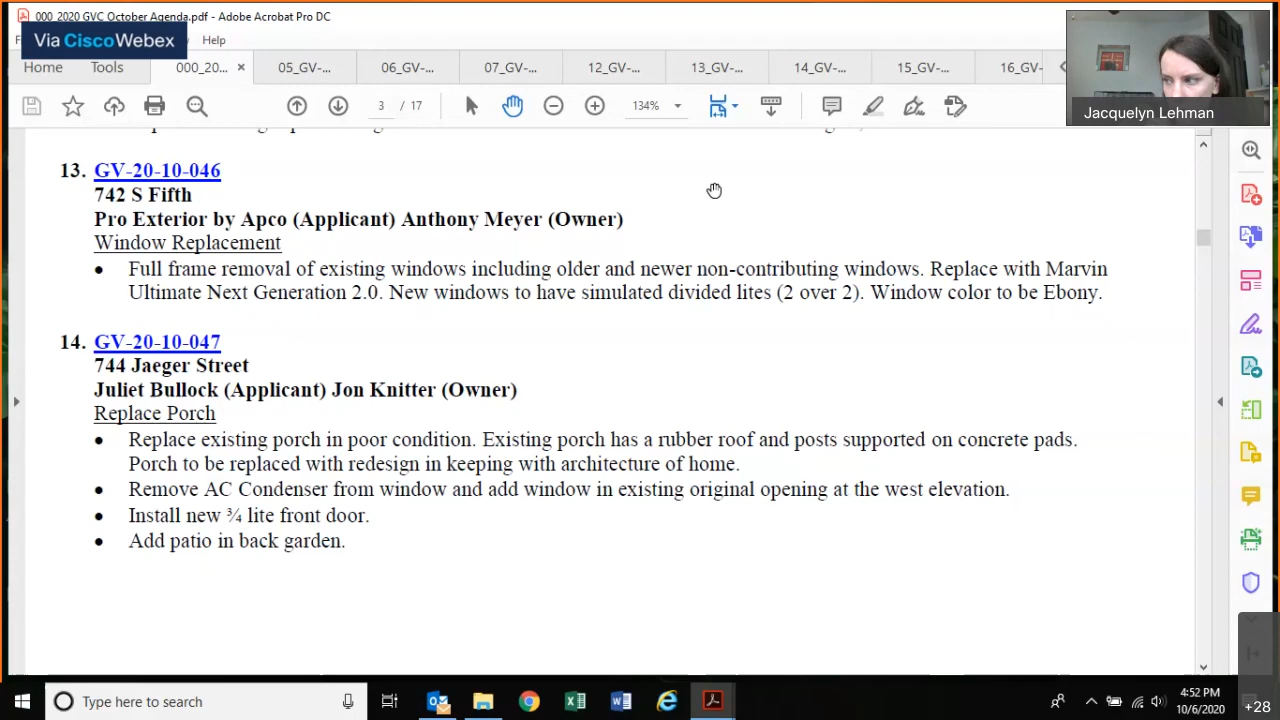 000_2020 GVC October Agenda.pdf - Adobe Acrobat Pro DC
Via Cisco Webex
Help
Home Tools 000_20... × 05_GV-... 06_GV-... 07_GV-... 12_GV-... 13_GV-... 14_GV-... 15_GV-... 16_GV-
3 / 17 134%
Jacquelyn Lehman
13. GV-20-10-046
742 S Fifth
Pro Exterior by Apco (Applicant) Anthony Meyer (Owner)
Window Replacement
• Full frame removal of existing windows including older and newer non-contributing windows. Replace with Marvin
Ultimate Next Generation 2.0. New windows to have simulated divided lites (2 over 2). Window color to be Ebony.
14. GV-20-10-047
744 Jaeger Street
Juliet Bullock (Applicant) Jon Knitter (Owner)
Replace Porch
• Replace existing porch in poor condition. Existing porch has a rubber roof and posts supported on concrete pads.
Porch to be replaced with redesign in keeping with architecture of home.
• Remove AC Condenser from window and add window in existing original opening at the west elevation.
• Install new ¾ lite front door.
• Add patio in back garden.
Type here to search
4:52 PM
10/6/2020
+28